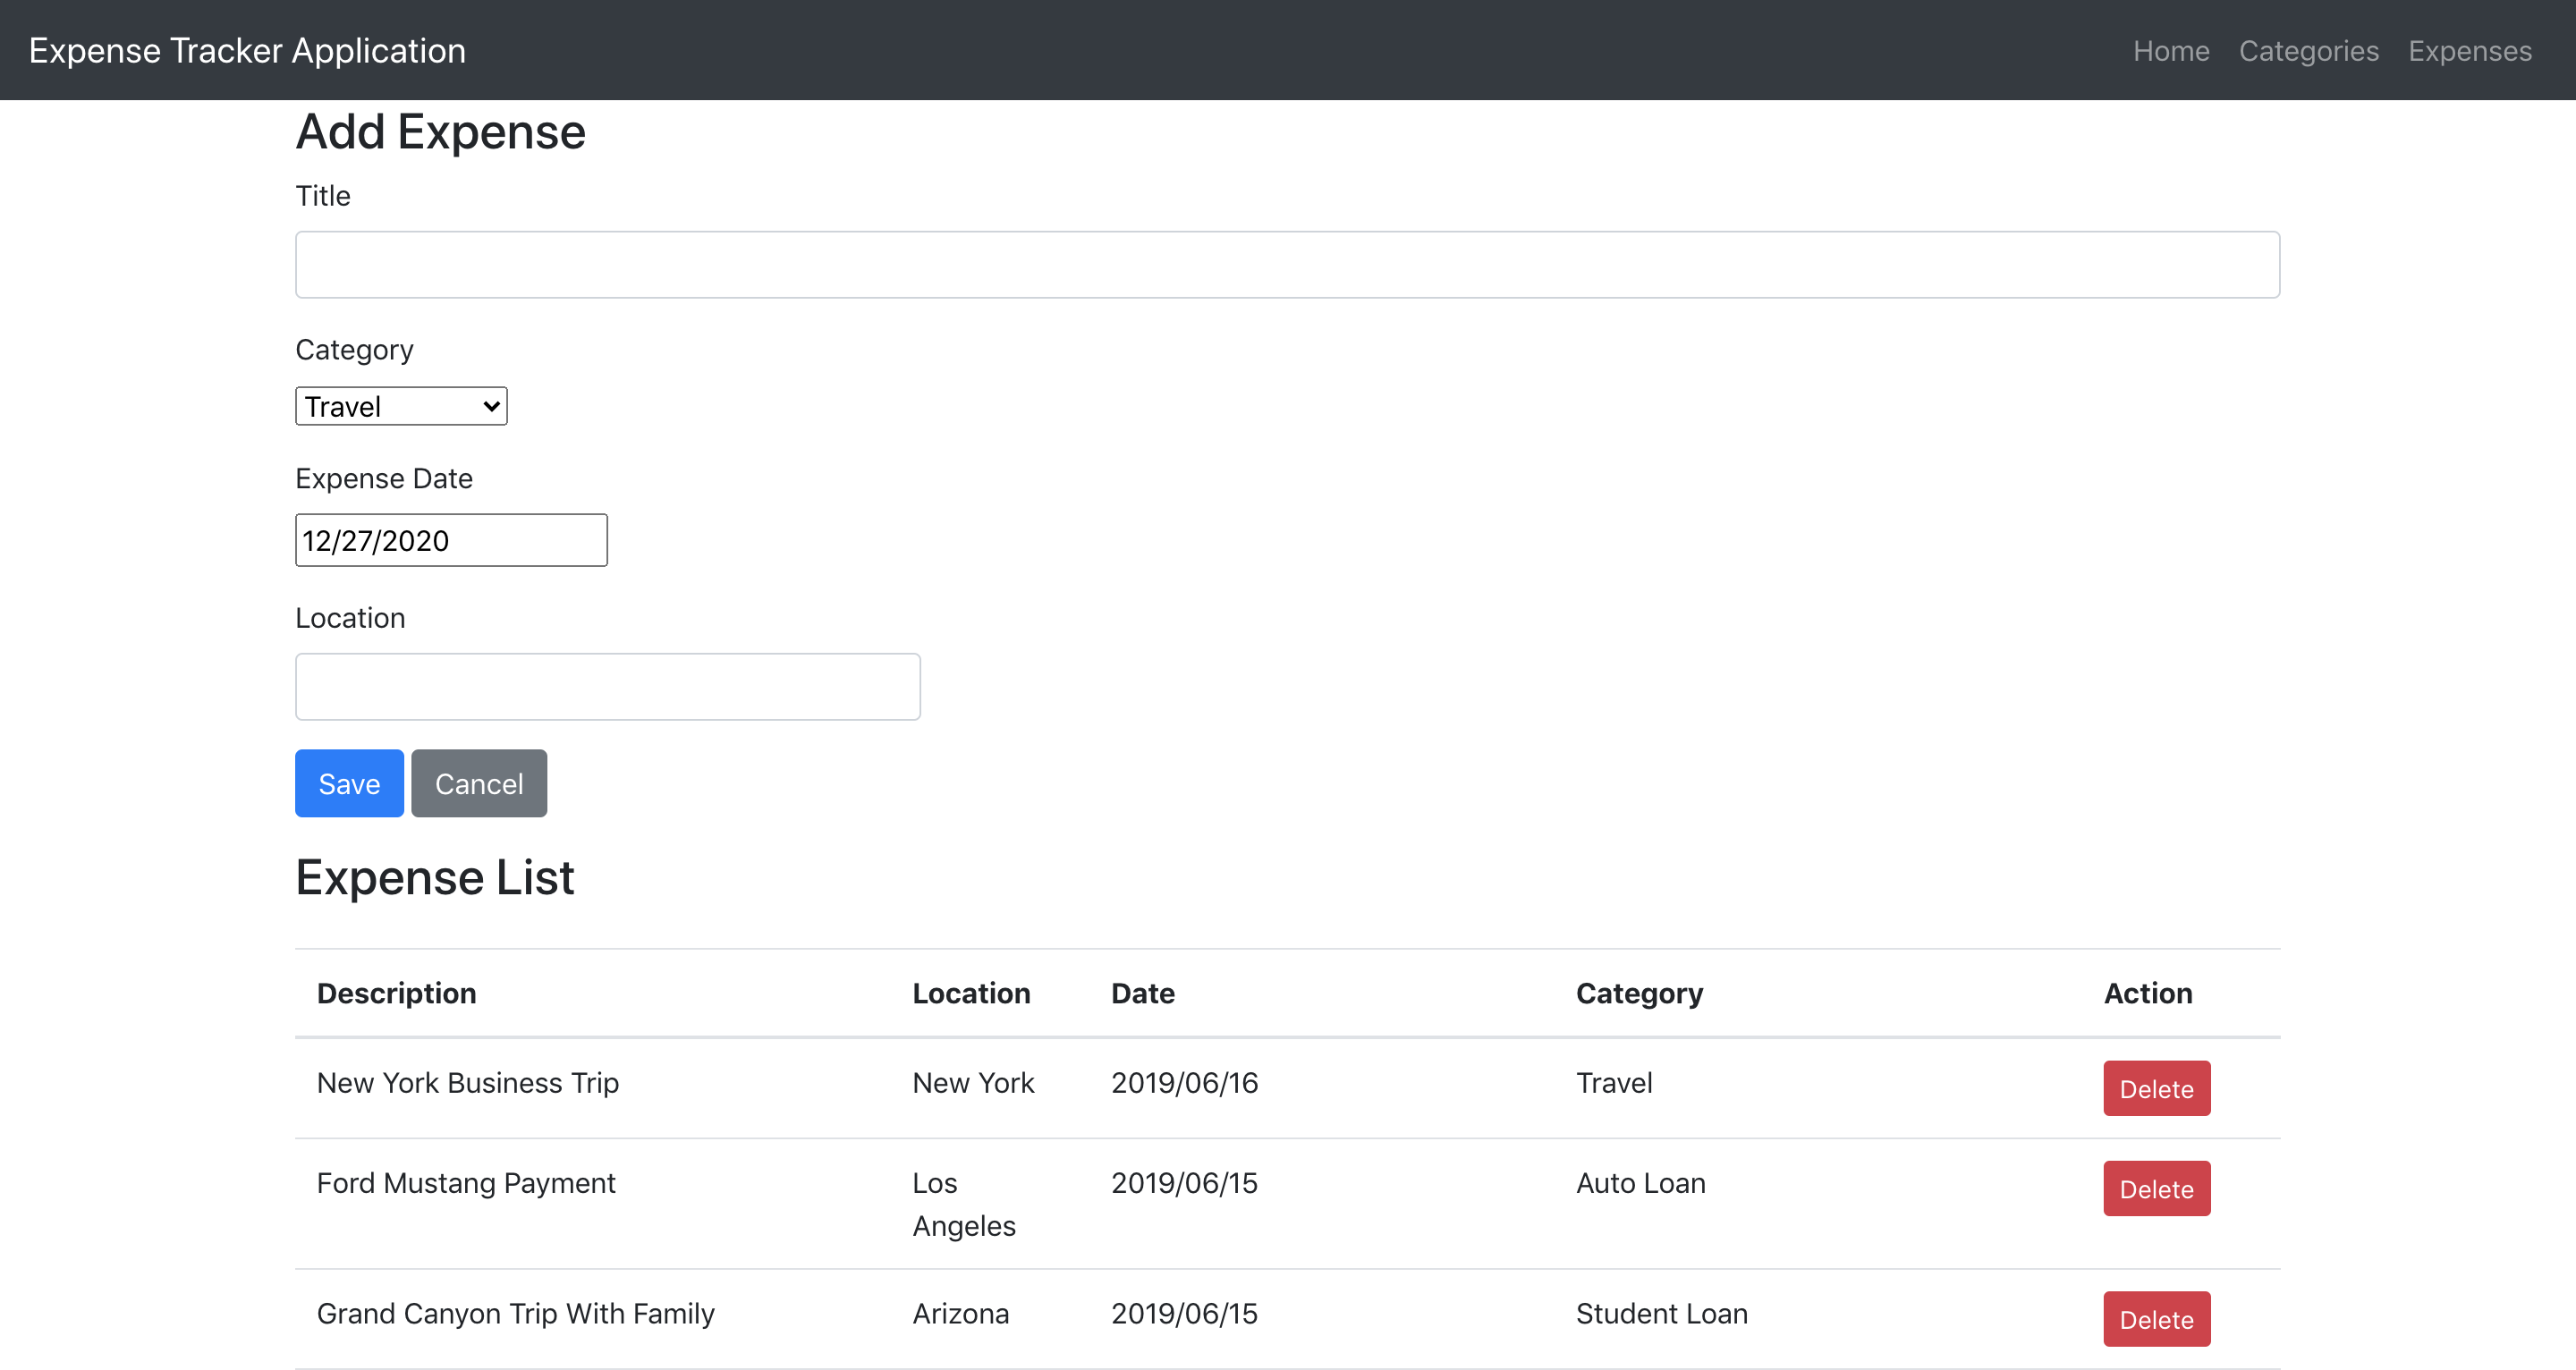 Expense Tracker Application
Home Categories Expenses
Add Expense
Title
Category
Travel
Expense Date
12/27/2020
Location
Save Cancel
Expense List
Description Location Date Category Action
New York Business Trip New York 2019/06/16 Travel Delete
Ford Mustang Payment Los Angeles 2019/06/15 Auto Loan Delete
Grand Canyon Trip With Family Arizona 2019/06/15 Student Loan Delete